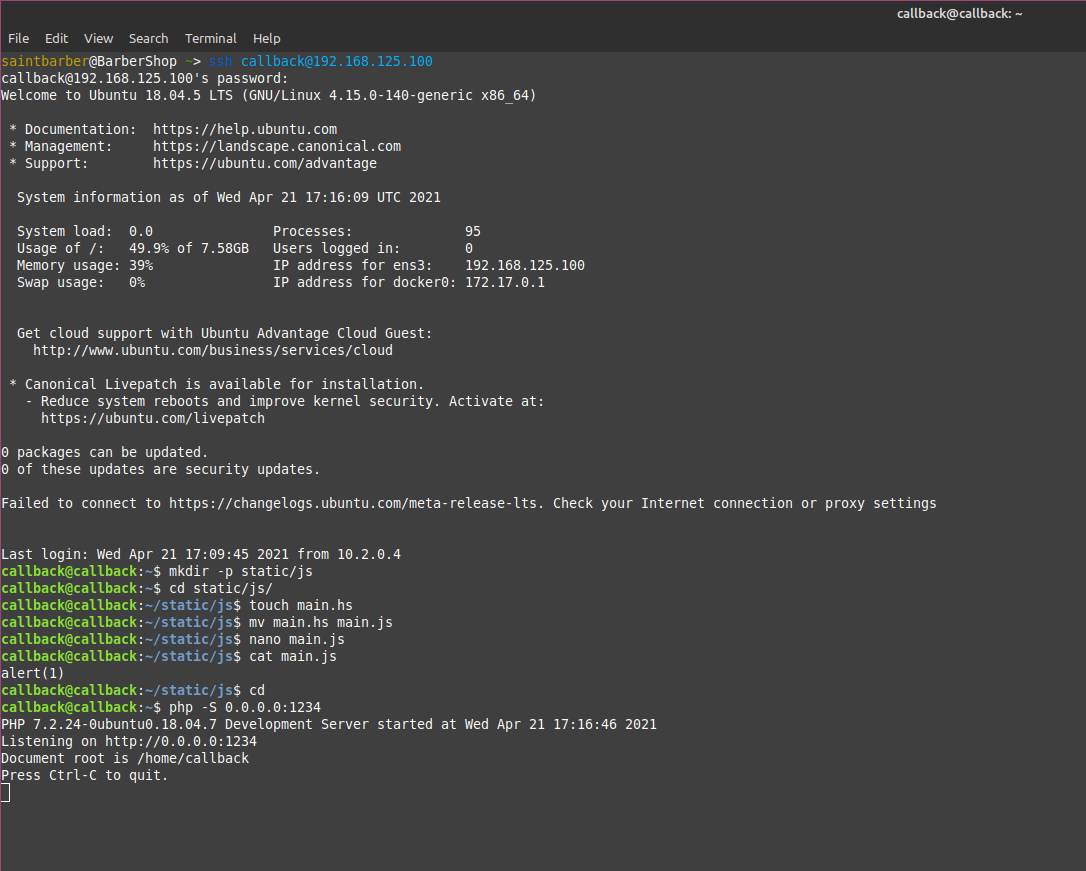 callback@callback: ~
File Edit View Search Terminal Help
saintbarber@BarberShop ~> ssh callback@192.168.125.100
callback@192.168.125.100's password:
Welcome to Ubuntu 18.04.5 LTS (GNU/Linux 4.15.0-140-generic x86_64)
* Documentation: https://help.ubuntu.com
* Management: https://landscape.canonical.com
* Support: https://ubuntu.com/advantage
System information as of Wed Apr 21 17:16:09 UTC 2021
System load: 0.0 Processes: 95
Usage of /: 49.9% of 7.58GB Users logged in: 0
Memory usage: 39% IP address for ens3: 192.168.125.100
Swap usage: 0% IP address for docker0: 172.17.0.1
Get cloud support with Ubuntu Advantage Cloud Guest:
http://www.ubuntu.com/business/services/cloud
* Canonical Livepatch is available for installation.
- Reduce system reboots and improve kernel security. Activate at:
https://ubuntu.com/livepatch
0 packages can be updated.
0 of these updates are security updates.
Failed to connect to https://changelogs.ubuntu.com/meta-release-lts. Check your Internet connection or proxy settings
Last login: Wed Apr 21 17:09:45 2021 from 10.2.0.4
callback@callback:~$ mkdir -p static/js
callback@callback:~$ cd static/js/
callback@callback:~/static/js$ touch main.hs
callback@callback:~/static/js$ mv main.hs main.js
callback@callback:~/static/js$ nano main.js
callback@callback:~/static/js$ cat main.js
alert(1)
callback@callback:~/static/js$ cd
callback@callback:~$ php -S 0.0.0.0:1234
PHP 7.2.24-0ubuntu0.18.04.7 Development Server started at Wed Apr 21 17:16:46 2021
Listening on http://0.0.0.0:1234
Document root is /home/callback
Press Ctrl-C to quit.